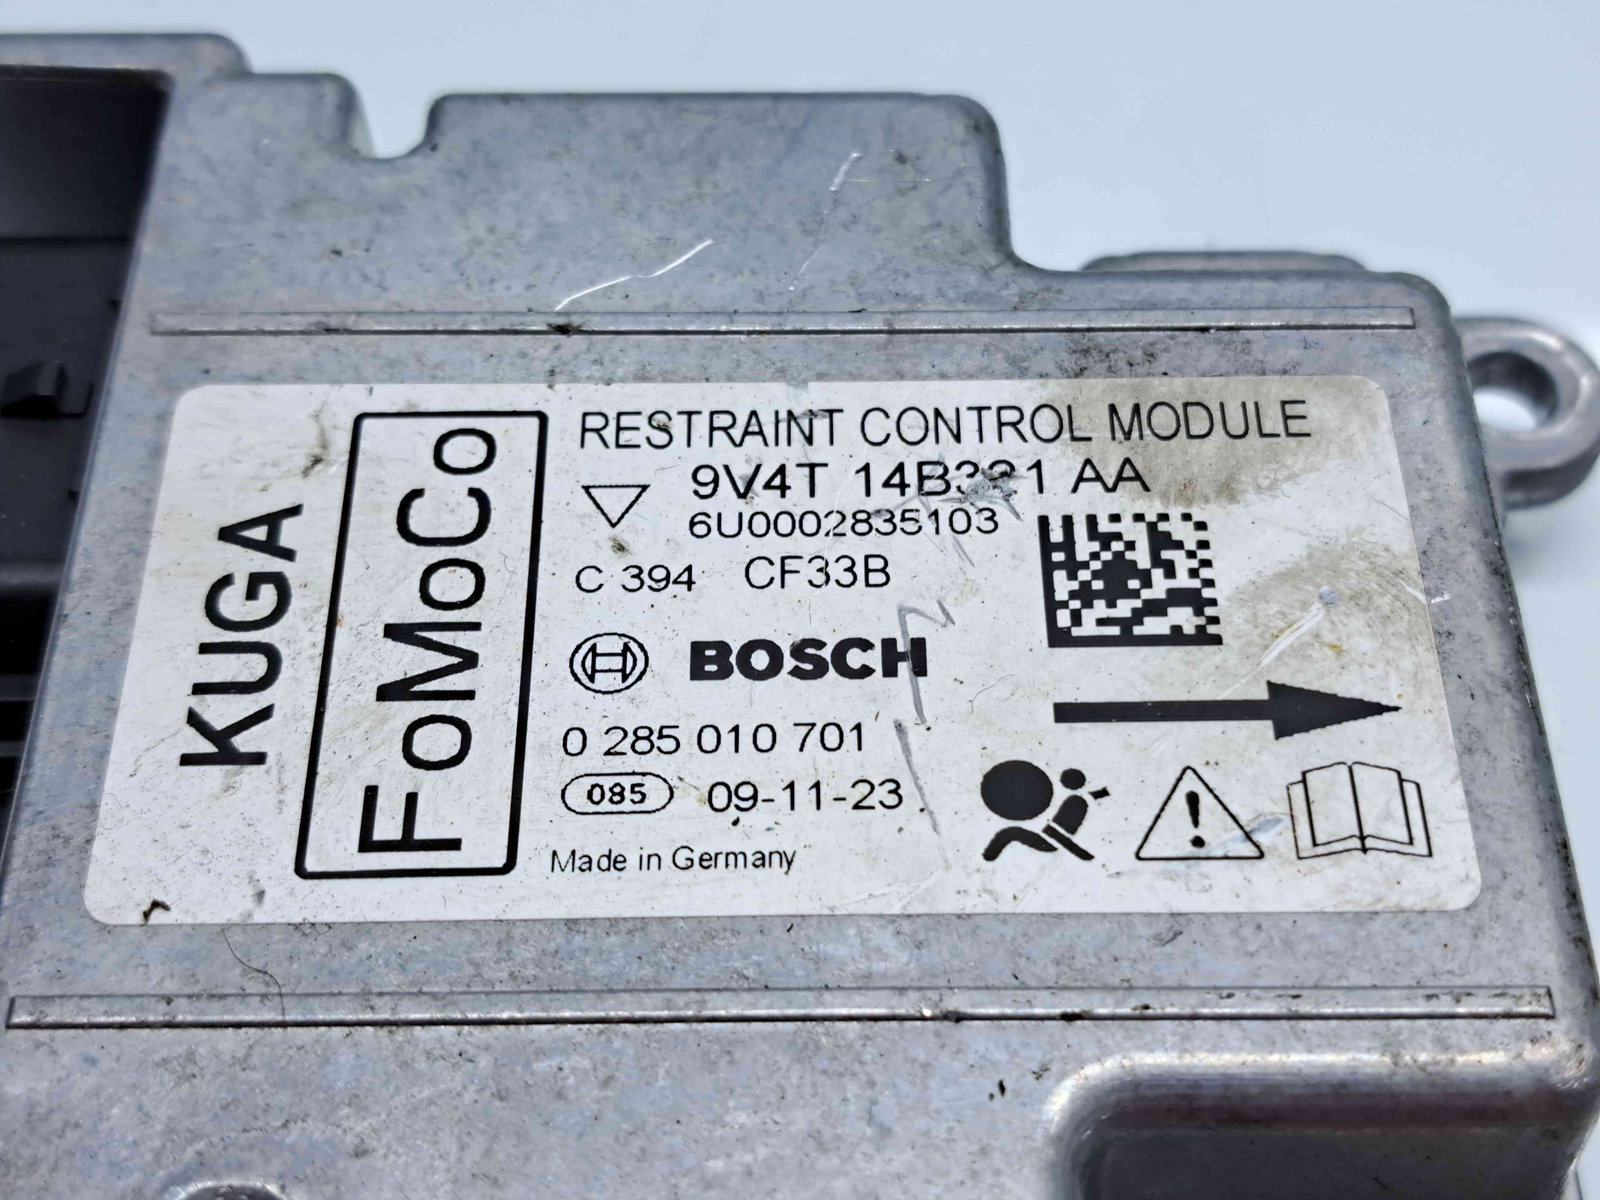 KUGA
FoMoCo
RESTRAINT CONTROL MODULE
9V4T 14B321 AA
6U0002835103
C 394 CF33B
BOSCH
0 285 010 701
085 09-11-23
Made in Germany